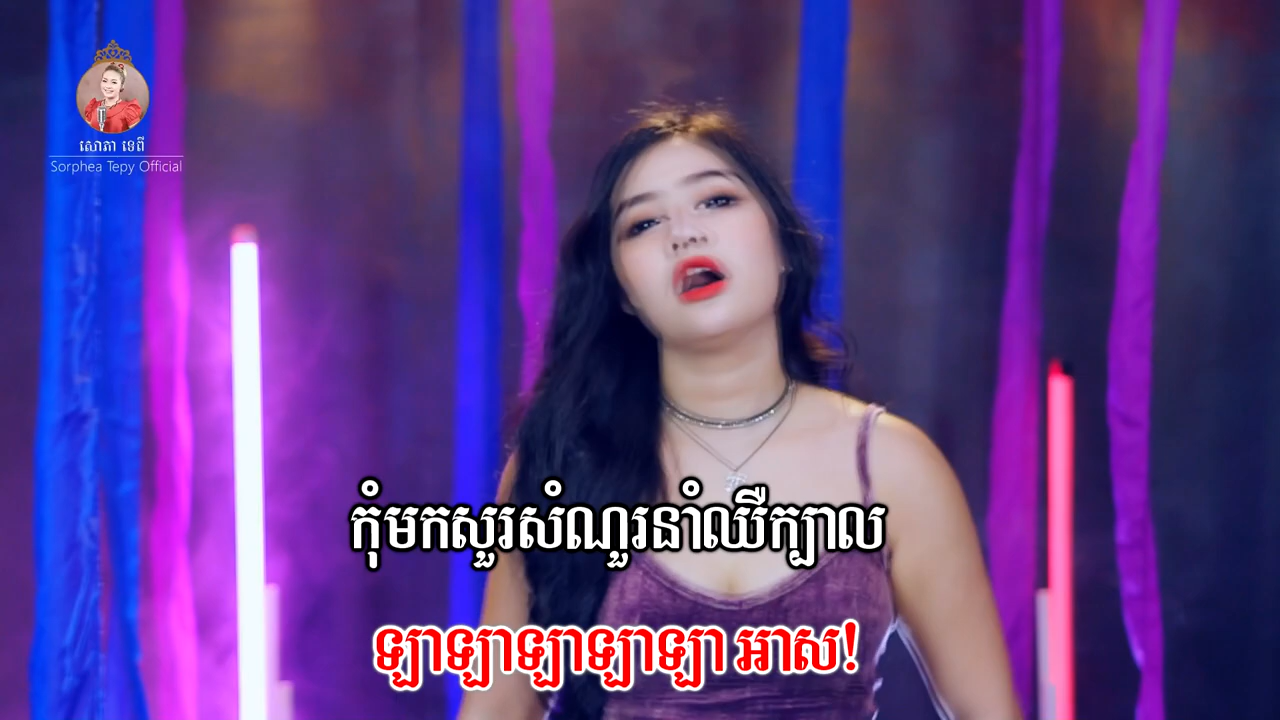 សោភា ទេពី
Sorphea Tepy Official
កុំមកសួរសំណួរនាំឈឺក្បាល
ឡាឡាឡាឡាឡា អាស!